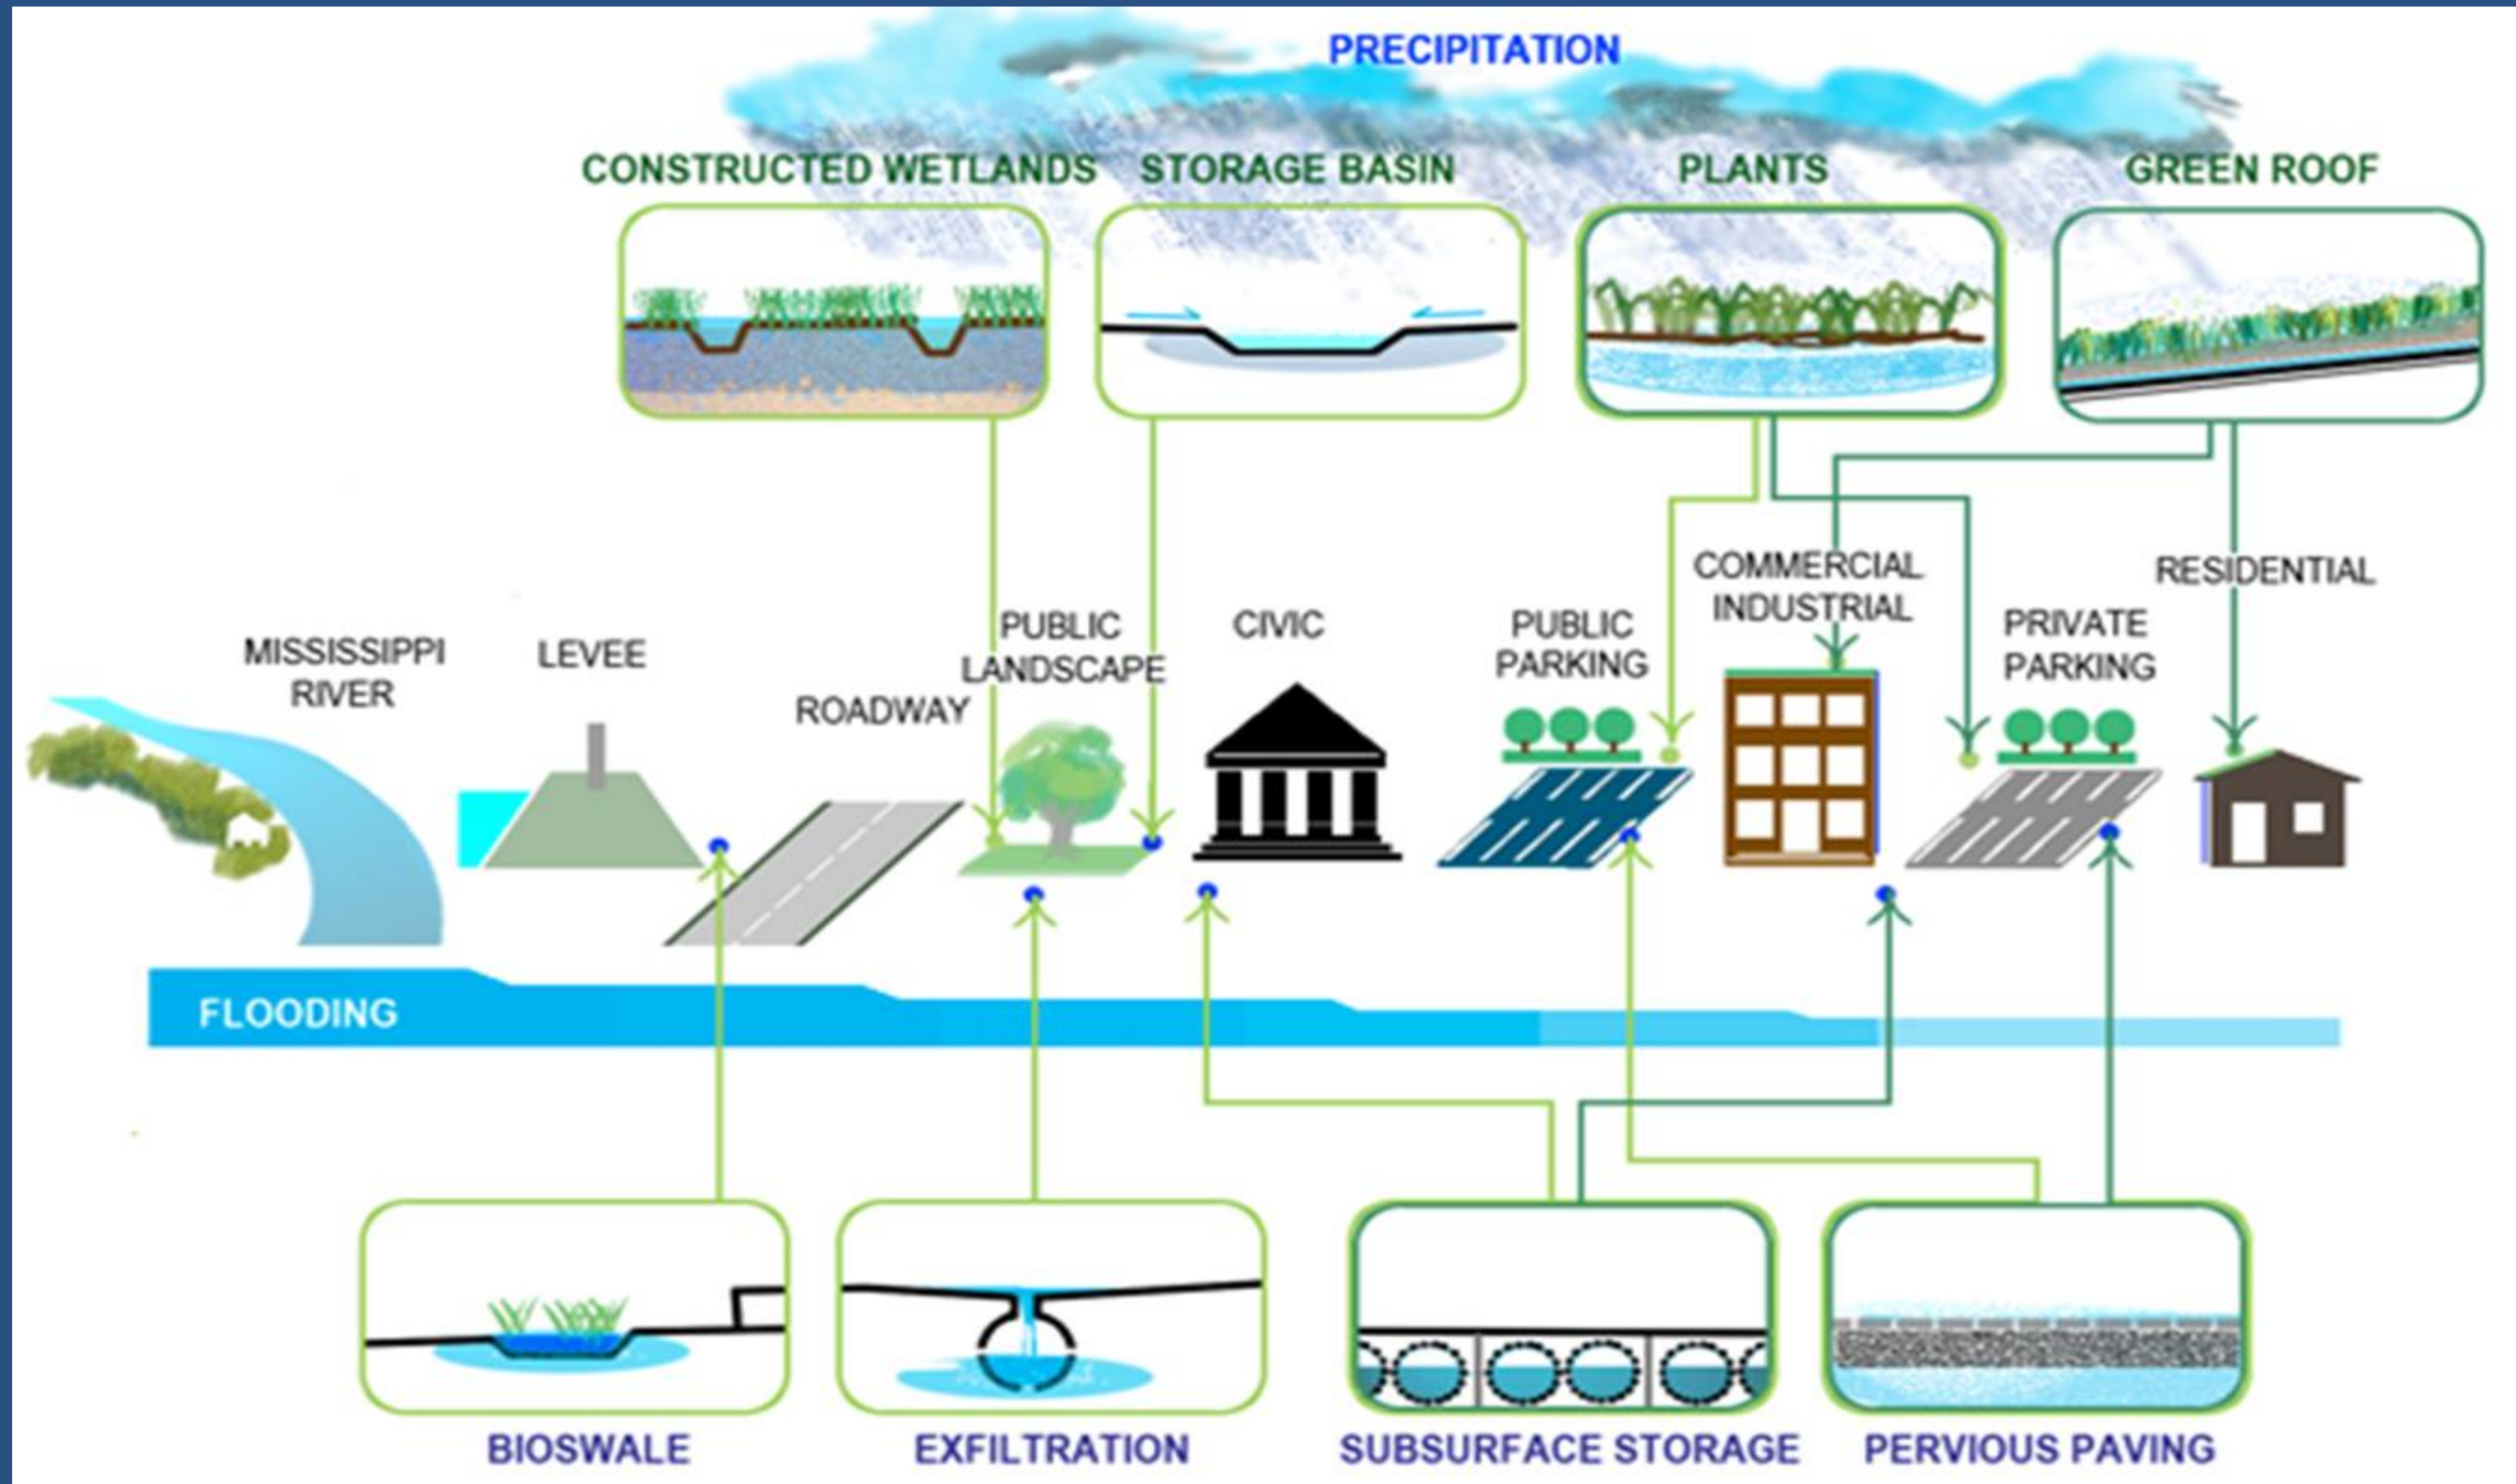 PRECIPITATION
CONSTRUCTED WETLANDS
STORAGE BASIN
PLANTS
GREEN ROOF
MISSISSIPPI
RIVER
LEVEE
ROADWAY
PUBLIC
LANDSCAPE
CIVIC
PUBLIC
PARKING
COMMERCIAL
INDUSTRIAL
PRIVATE
PARKING
RESIDENTIAL
FLOODING
BIOSWALE
EXFILTRATION
SUBSURFACE STORAGE
PERVIOUS PAVING